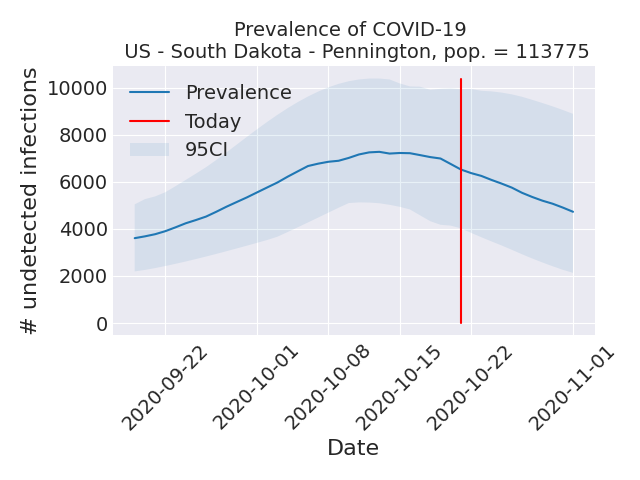 Prevalence of COVID-19
US - South Dakota - Pennington, pop. = 113775
# undetected infections
10000
8000
6000
4000
2000
0
Prevalence
Today
95CI
2020-09-22
2020-10-01
2020-10-08
2020-10-15
2020-10-22
2020-11-01
Date